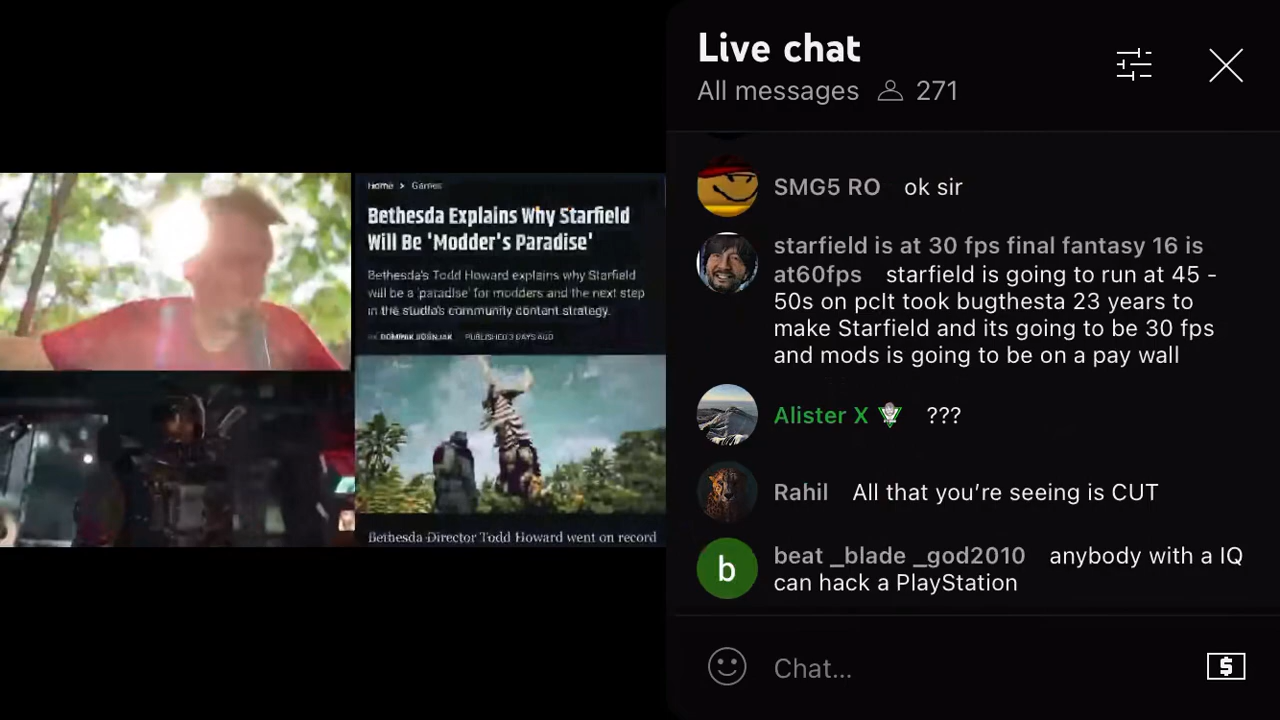 Live chat
All messages 271
Home > Games
Bethesda Explains Why Starfield
Will Be 'Modder's Paradise'
Bethesda's Todd Howard explains why Starfield
will be a 'paradise' for modders and the next step
in the studio's community content strategy.
BY DOMINIK BOŠNJAK PUBLISHED 3 DAYS AGO
Bethesda Director Todd Howard went on record
SMG5 RO ok sir
starfield is at 30 fps final fantasy 16 is
at60fps starfield is going to run at 45 -
50s on pclt took bugthesta 23 years to
make Starfield and its going to be 30 fps
and mods is going to be on a pay wall
Alister X ???
Rahil All that you’re seeing is CUT
beat _blade _god2010 anybody with a IQ
can hack a PlayStation
b
Chat...
$